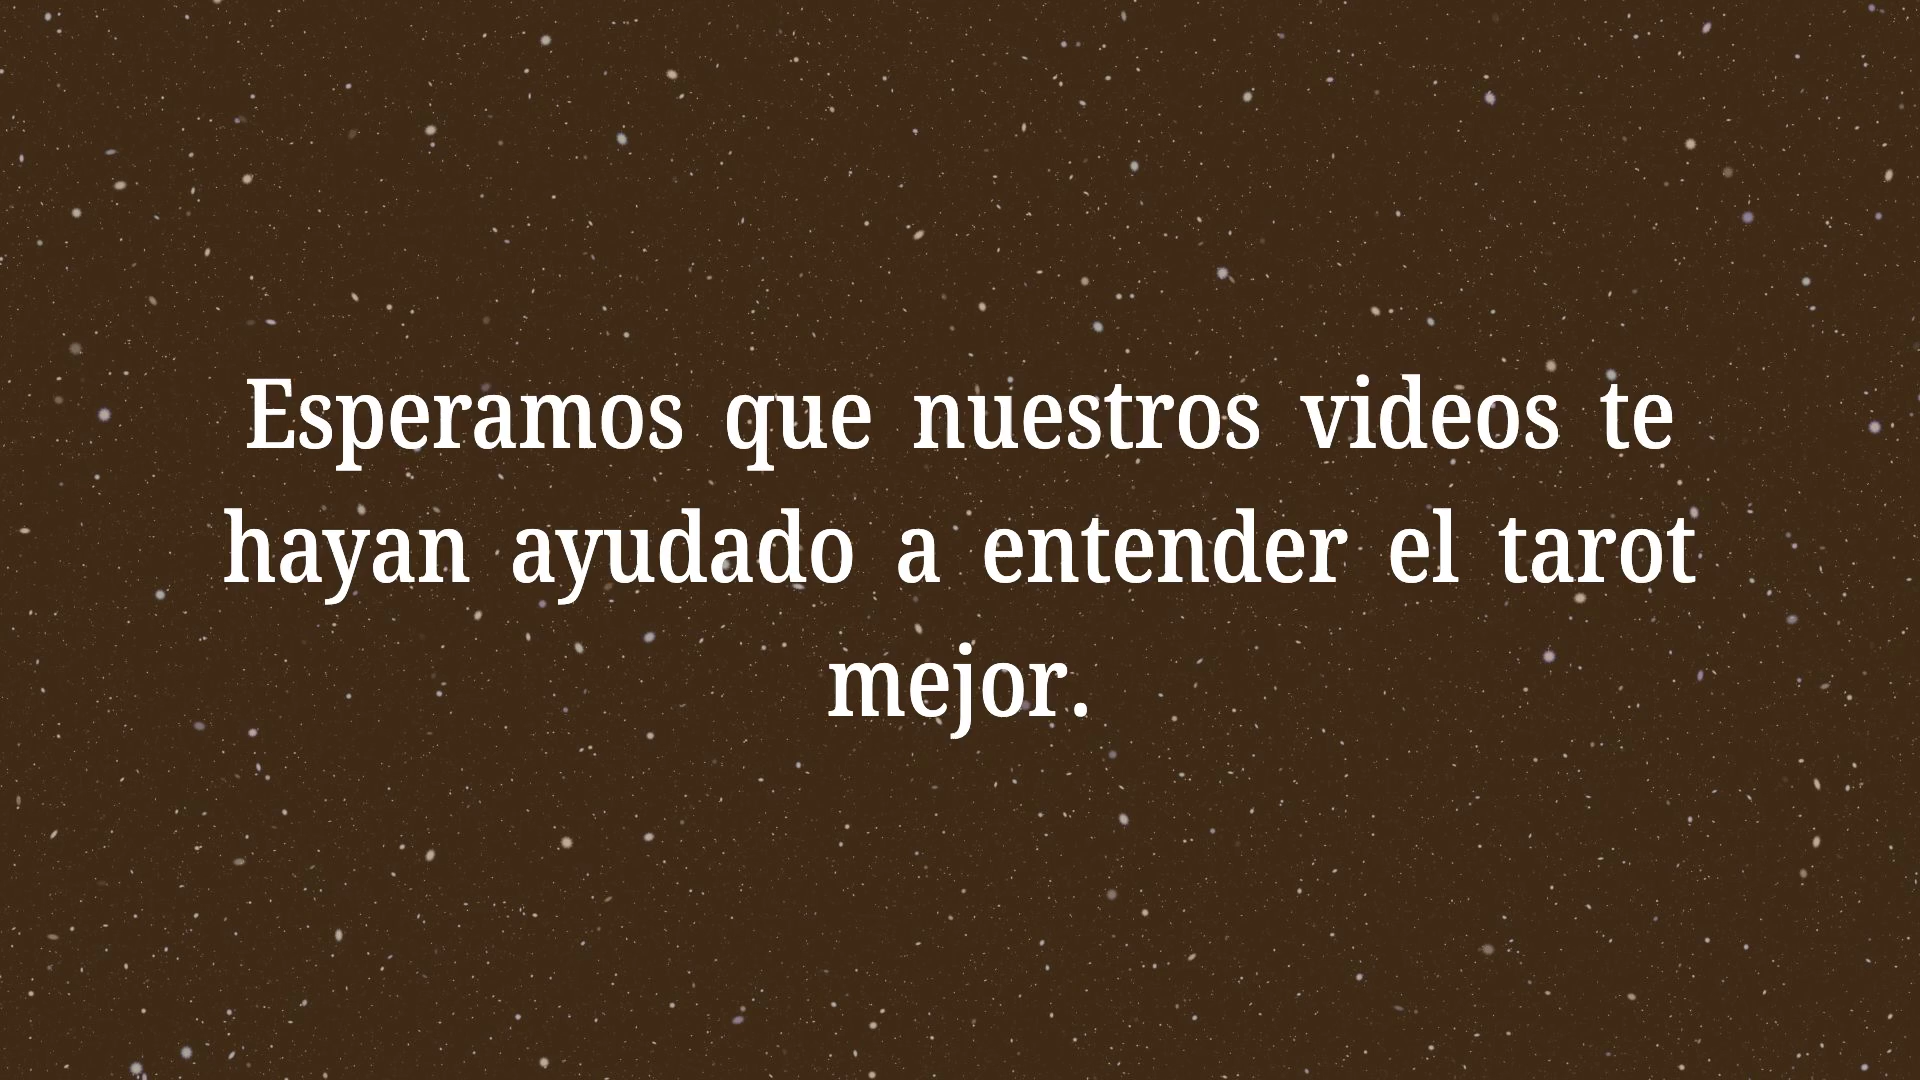 Esperamos que nuestros videos te
hayan ayudado a entender el tarot
mejor.